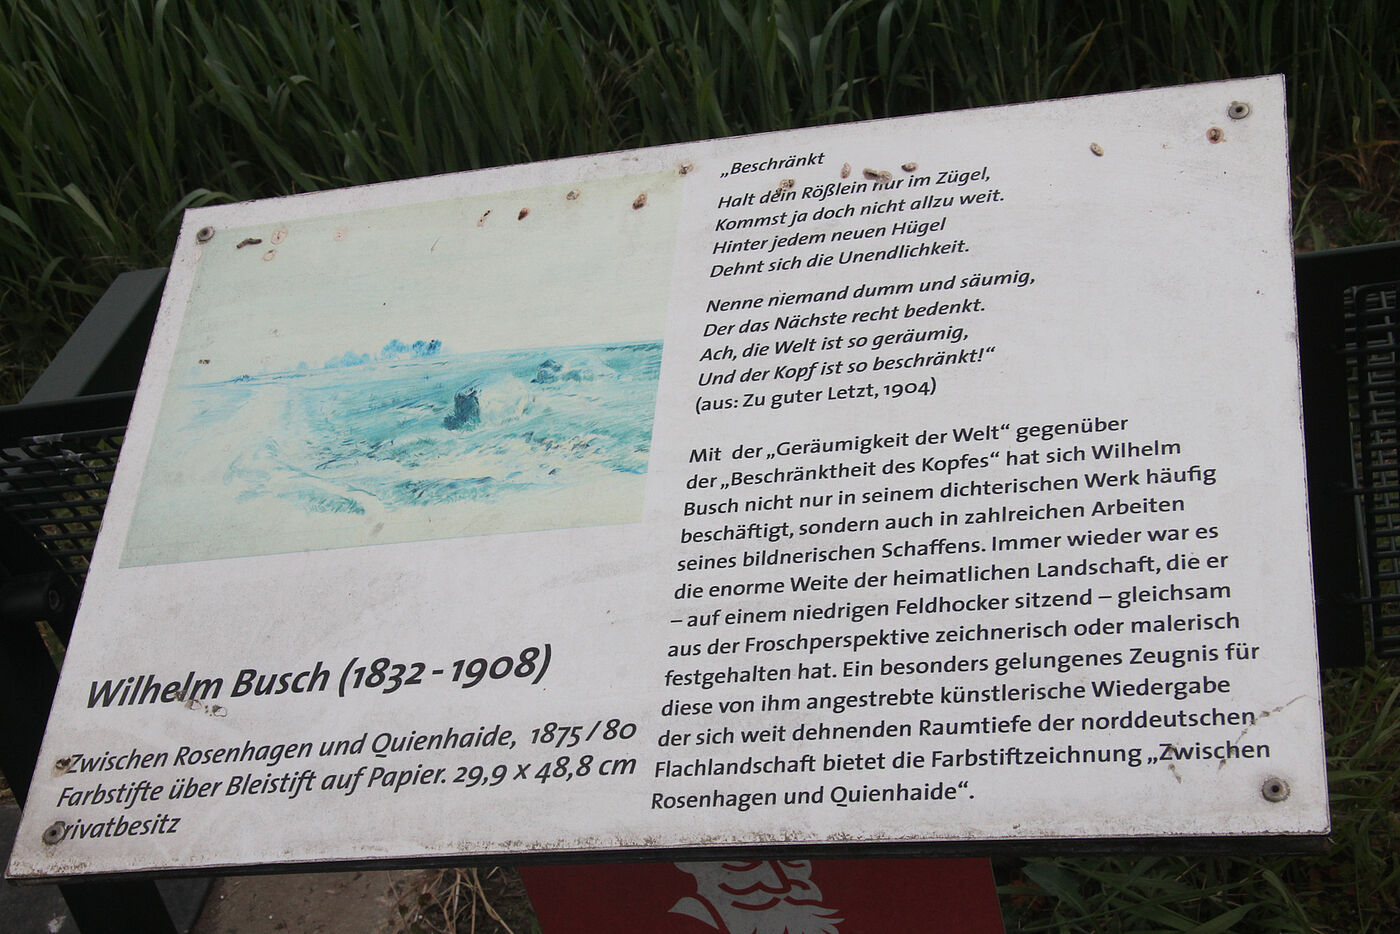 „Beschränkt
Halt dein Rößlein nur im Zügel,
Kommst ja doch nicht allzu weit.
Hinter jedem neuen Hügel
Dehnt sich die Unendlichkeit.
Nenne niemand dumm und säumig,
Der das Nächste recht bedenkt.
Ach, die Welt ist so geräumig,
Und der Kopf ist so beschränkt!“
(aus: Zu guter Letzt, 1904)
Mit der „Geräumigkeit der Welt“ gegenüber
der „Beschränktheit des Kopfes“ hat sich Wilhelm
Busch nicht nur in seinem dichterischen Werk häufig
beschäftigt, sondern auch in zahlreichen Arbeiten
seines bildnerischen Schaffens. Immer wieder war es
die enorme Weite der heimatlichen Landschaft, die er
– auf einem niedrigen Feldhocker sitzend – gleichsam
aus der Froschperspektive zeichnerisch oder malerisch
festgehalten hat. Ein besonders gelungenes Zeugnis für
diese von ihm angestrebte künstlerische Wiedergabe
der sich weit dehnenden Raumtiefe der norddeutschen
Flachlandschaft bietet die Farbstiftzeichnung „Zwischen
Rosenhagen und Quienhaide“.
Wilhelm Busch (1832 - 1908)
Zwischen Rosenhagen und Quienhaide, 1875 / 80
Farbstifte über Bleistift auf Papier. 29,9 x 48,8 cm
Privatbesitz